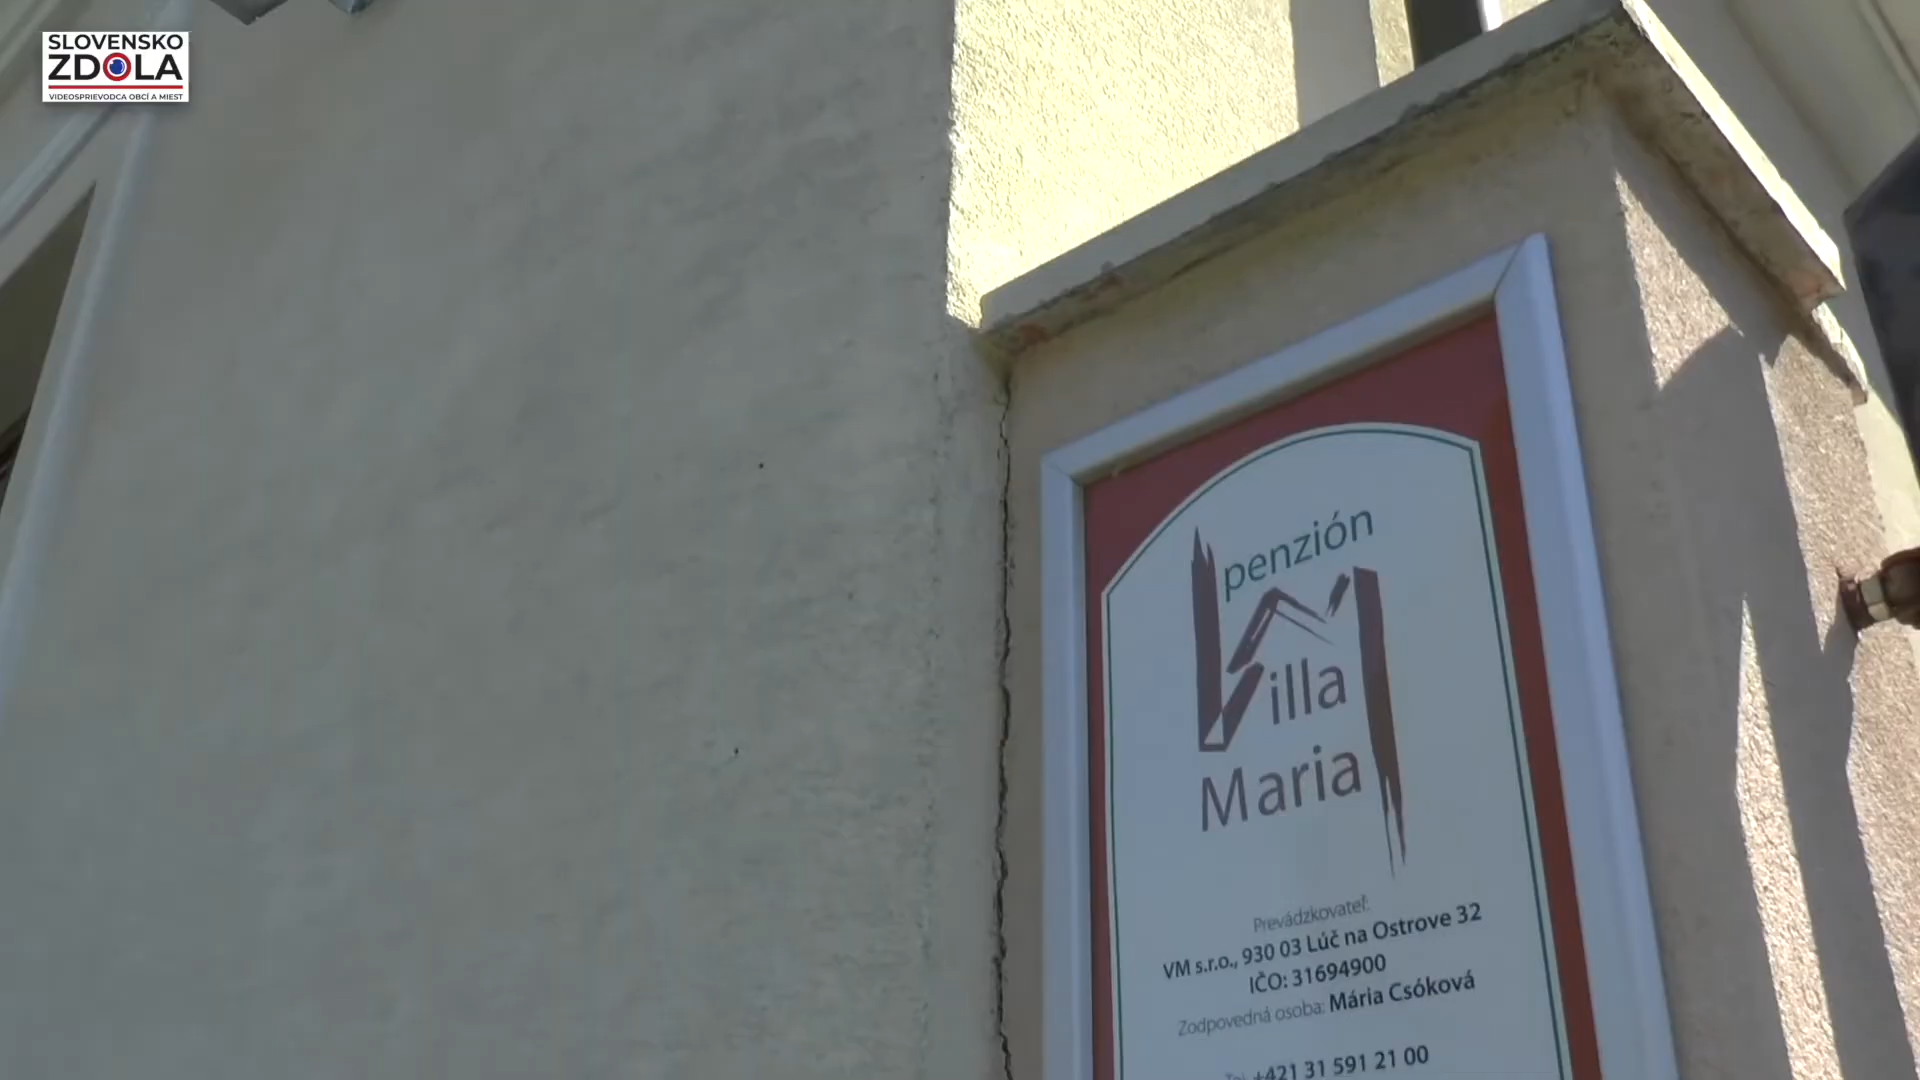 SLOVENSKO
ZDOLA
VIDEOSPRIEVODCA OBCÍ A MIEST
penzión
Villa
Maria
Prevádzkovateľ:
VM s.r.o., 930 03 Lúč na Ostrove 32
IČO: 31694900
Zodpovedná osoba: Mária Csóková
Tel. +421 31 591 21 00